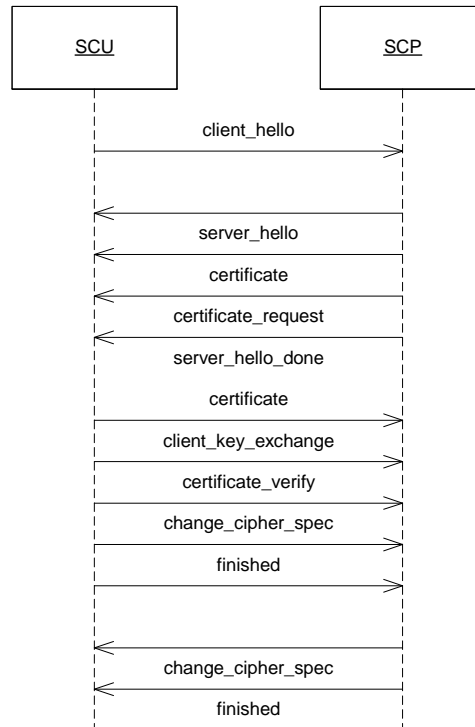 SCU
SCP
client_hello
server_hello
certificate
certificate_request
server_hello_done
certificate
client_key_exchange
certificate_verify
change_cipher_spec
finished
change_cipher_spec
finished